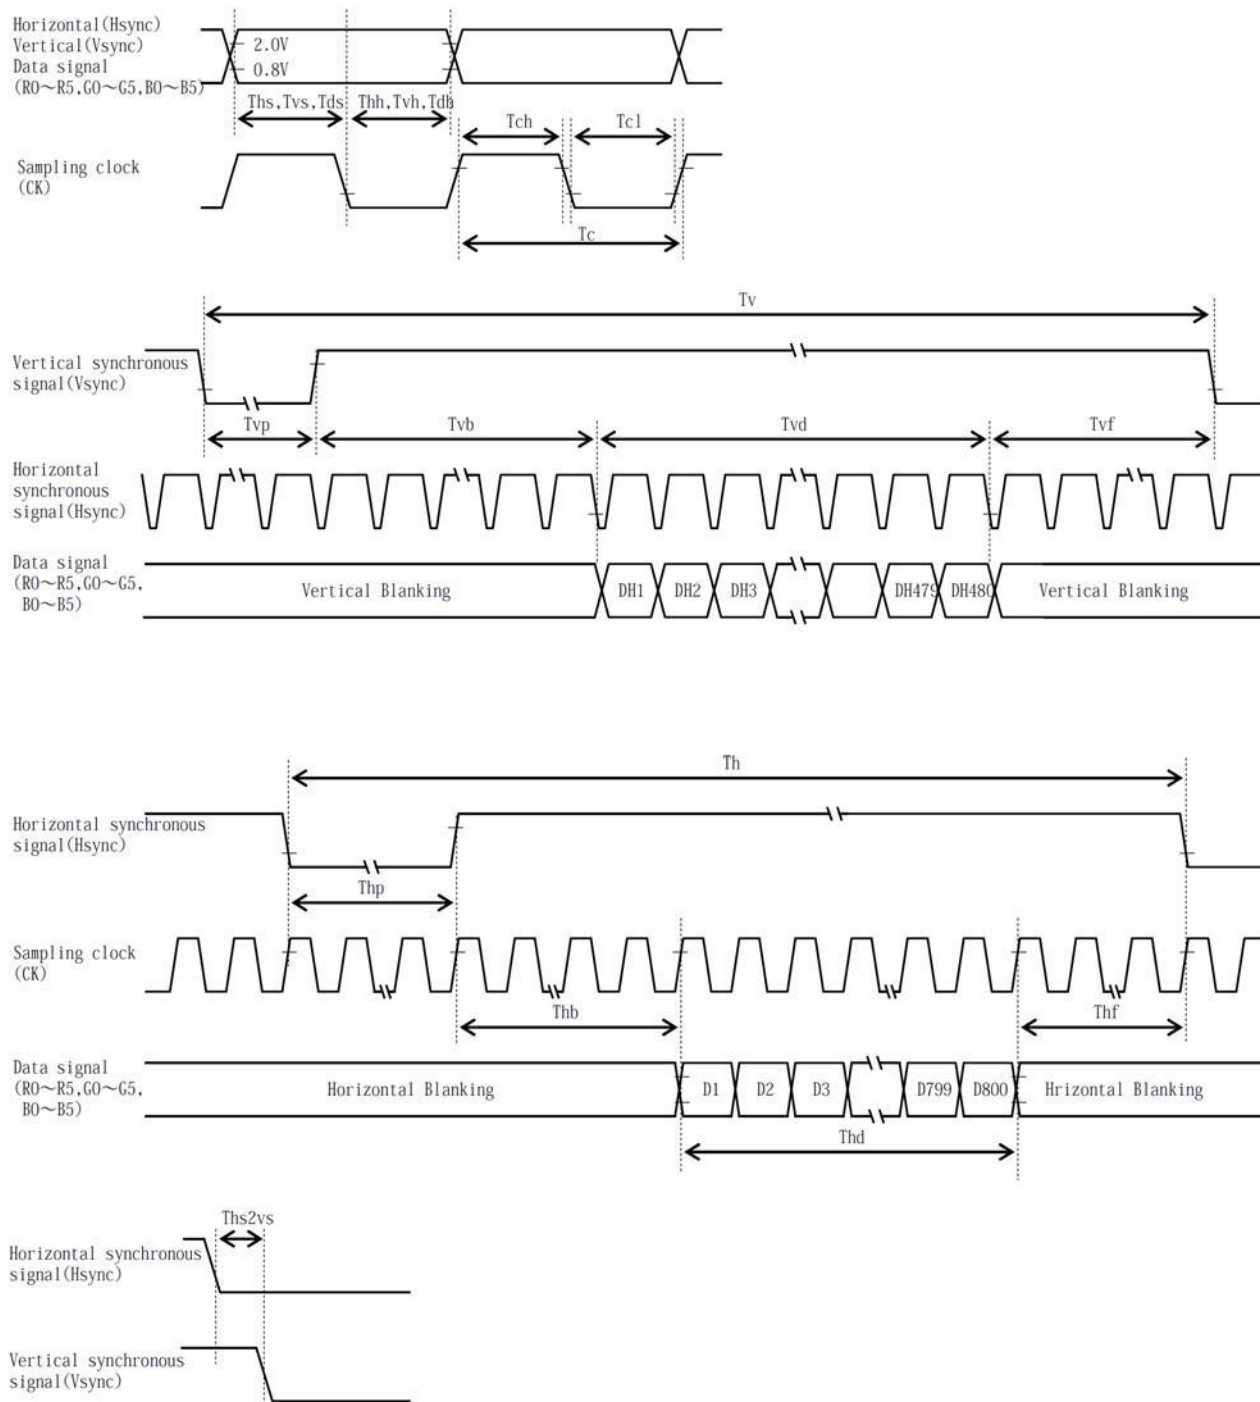 Horizontal(Hsync)
Vertical(Vsync)
Data signal
(R0～R5,G0～G5,B0～B5)
2.0V
0.8V
Ths,Tvs,Tds
Thh,Tvh,Tdh
Tch
Tcl
Sampling clock
(CK)
Tc
Tv
Vertical synchronous
signal(Vsync)
Tvp
Tvb
Tvd
Tvf
Horizontal
synchronous
signal(Hsync)
Data signal
(R0～R5,G0～G5,
B0～B5)
Vertical Blanking
DH1
DH2
DH3
DH479
DH480
Vertical Blanking
Th
Horizontal synchronous
signal(Hsync)
Thp
Sampling clock
(CK)
Thb
Thf
Data signal
(R0～R5,G0～G5,
B0～B5)
Horizontal Blanking
D1
D2
D3
D799
D800
Hrizontal Blanking
Thd
Ths2vs
Horizontal synchronous
signal(Hsync)
Vertical synchronous
signal(Vsync)